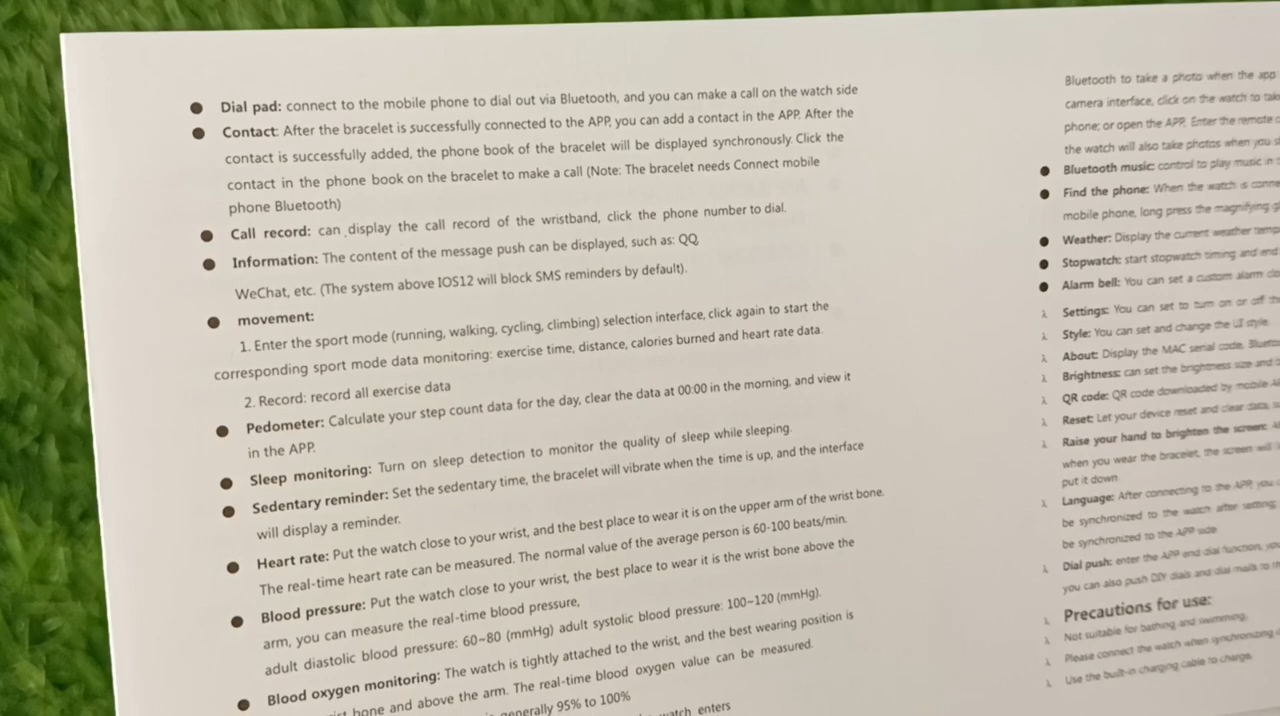 Dial pad: connect to the mobile phone to dial out via Bluetooth, and you can make a call on the watch side
Contact: After the bracelet is successfully connected to the APP, you can add a contact in the APP. After the
contact is successfully added, the phone book of the bracelet will be displayed synchronously. Click the
contact in the phone book on the bracelet to make a call (Note: The bracelet needs Connect mobile
phone Bluetooth)
Call record: can display the call record of the wristband, click the phone number to dial.
Information: The content of the message push can be displayed, such as: QQ,
WeChat, etc. (The system above IOS12 will block SMS reminders by default).
movement:
1. Enter the sport mode (running, walking, cycling, climbing) selection interface, click again to start the
corresponding sport mode data monitoring: exercise time, distance, calories burned and heart rate data.
2. Record: record all exercise data
Pedometer: Calculate your step count data for the day, clear the data at 00:00 in the morning, and view it
in the APP.
Sleep monitoring: Turn on sleep detection to monitor the quality of sleep while sleeping.
Sedentary reminder: Set the sedentary time, the bracelet will vibrate when the time is up, and the interface
will display a reminder.
Heart rate: Put the watch close to your wrist, and the best place to wear it is on the upper arm of the wrist bone.
The real-time heart rate can be measured. The normal value of the average person is 60-100 beats/min.
Blood pressure: Put the watch close to your wrist, the best place to wear it is the wrist bone above the
arm, you can measure the real-time blood pressure,
adult diastolic blood pressure: 60~80 (mmHg) adult systolic blood pressure: 100~120 (mmHg).
Blood oxygen monitoring: The watch is tightly attached to the wrist, and the best wearing position is
bone and above the arm. The real-time blood oxygen value can be measured.
generally 95% to 100%
watch enters
Bluetooth to take a photo when the app
camera interface, click on the watch to
phone; or open the APP. Enter the remote
the watch will also take photos when you
Bluetooth music: control to play music in
Find the phone: When the watch is
mobile phone, long press the magnifying
Weather: Display the current weather
Stopwatch: start stopwatch timing and end
Alarm bell: You can set a custom alarm
Settings: You can set to turn on or off
Style: You can set and change the UI style.
About: Display the MAC serial code,
Brightness: can set the brightness size and
QR code: QR code downloaded by mobile
Reset: Let your device reset and clear data,
Raise your hand to brighten the screen:
when you wear the bracelet, the screen will
put it down
Language: After connecting to the APP, you
be synchronized to the watch after setting;
be synchronized to the APP side
Dial push: enter the APP end dial function,
you can also push DIY dials and dial malls to
Precautions for use:
Not suitable for bathing and swimming.
Please connect the watch when synchronizing
Use the built-in charging cable to charge.